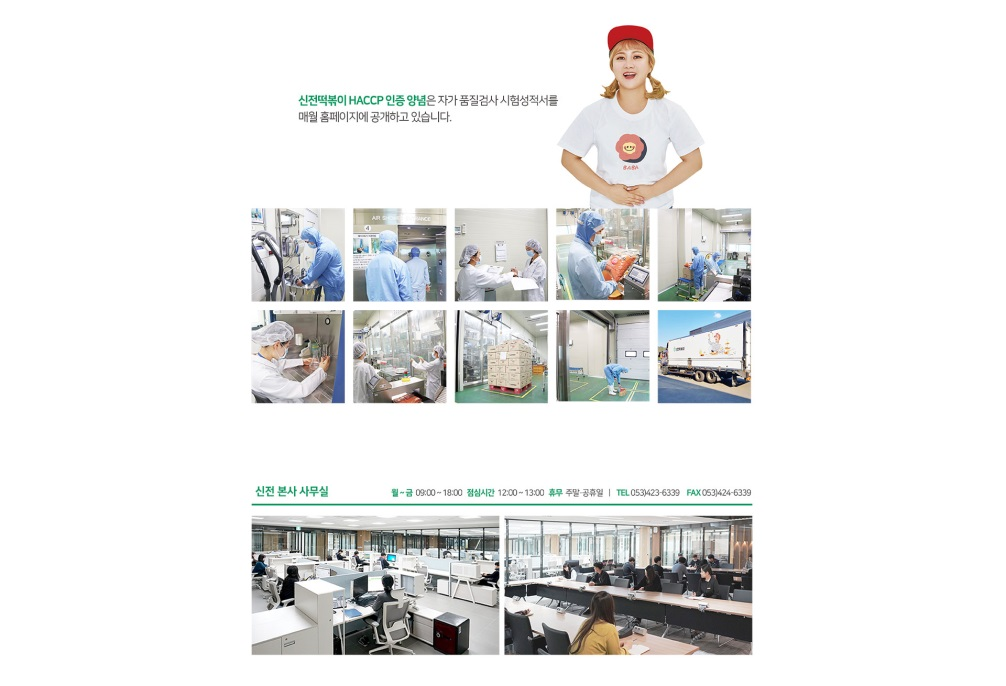 신전떡볶이 HACCP 인증 양념은 자가 품질검사 시험성적서를
매월 홈페이지에 공개하고 있습니다.
신전 본사 사무실
월~금 09:00~18:00 점심시간 12:00~13:00 휴무 주말·공휴일 | TEL 053)423-6339 FAX 053)424-6339